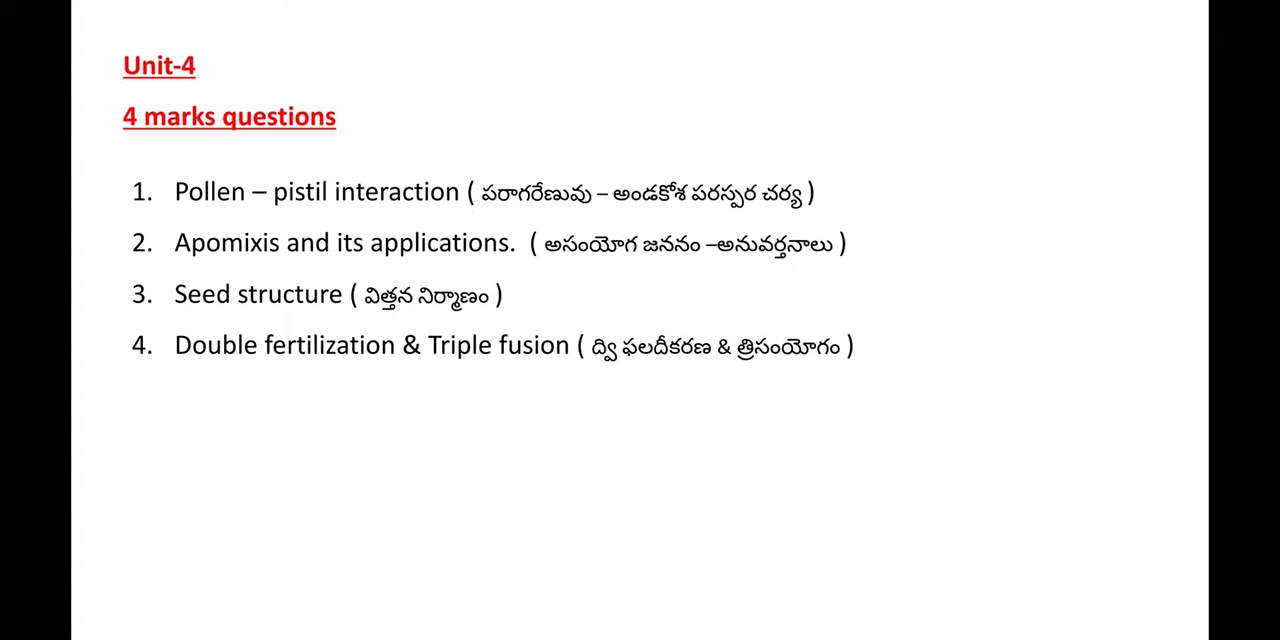 Unit-4
4 marks questions
1. Pollen – pistil interaction ( పరాగరేణువు – అండకోశ పరస్పర చర్య )
2. Apomixis and its applications. ( అసంయోగ జననం –అనువర్తనాలు )
3. Seed structure ( విత్తన నిర్మాణం )
4. Double fertilization & Triple fusion ( ద్వి ఫలదీకరణ & త్రిసంయోగం )